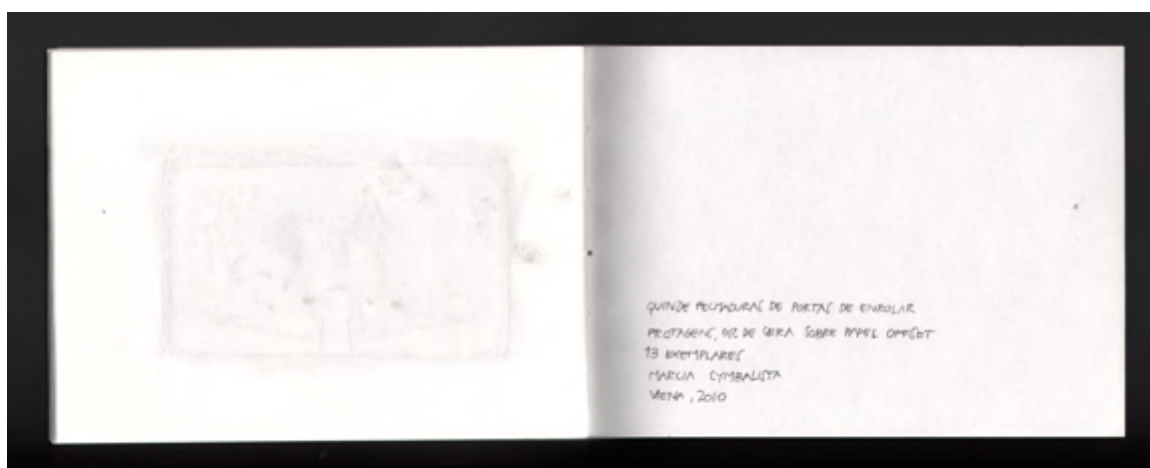 QUINZE FECHADURAS DE PORTAS DE ENROLAR
FROTAGENS, GIZ DE CERA SOBRE PAPEL OFFSET
13 EXEMPLARES
MARCIA CYMBALISTA
VIENA, 2010